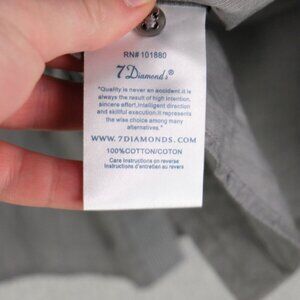 RN# 101880
7 Diamonds®
"Quality is never an accident.it is
always the result of high intention,
sincere effort,intelligent direction
and skillful execution.it represents
the wise choice among many
alternatives."
WWW.7DIAMONDS.COM
100%COTTON/COTON
Care Instructions on reverse
Instructions d'entretien au revers